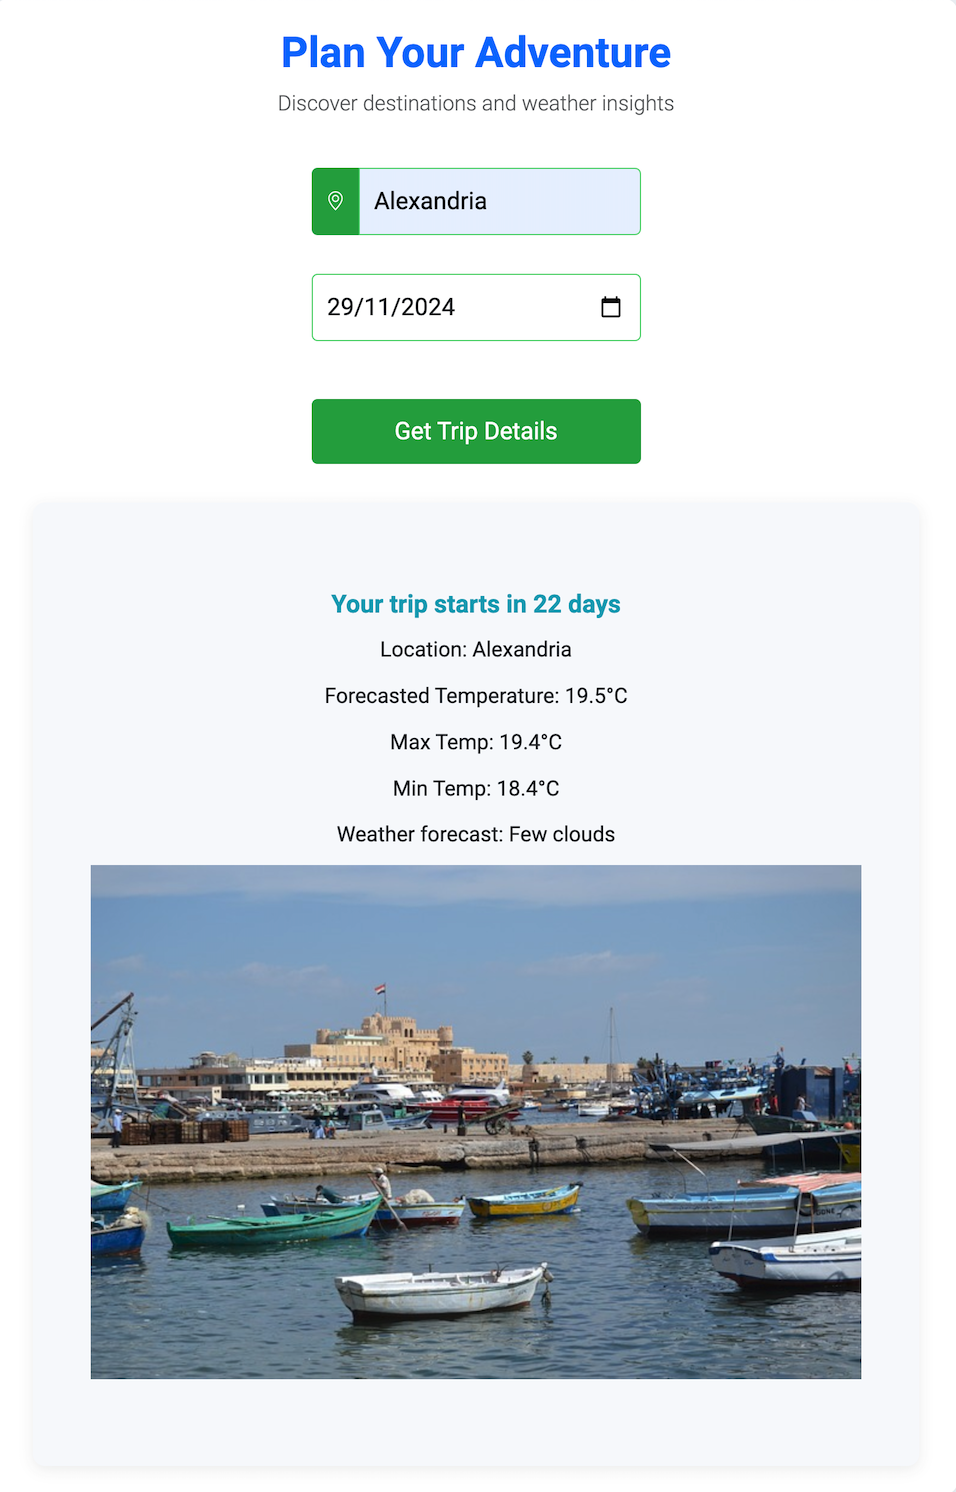 Plan Your Adventure
Discover destinations and weather insights
Alexandria
29/11/2024
Get Trip Details
Your trip starts in 22 days
Location: Alexandria
Forecasted Temperature: 19.5°C
Max Temp: 19.4°C
Min Temp: 18.4°C
Weather forecast: Few clouds